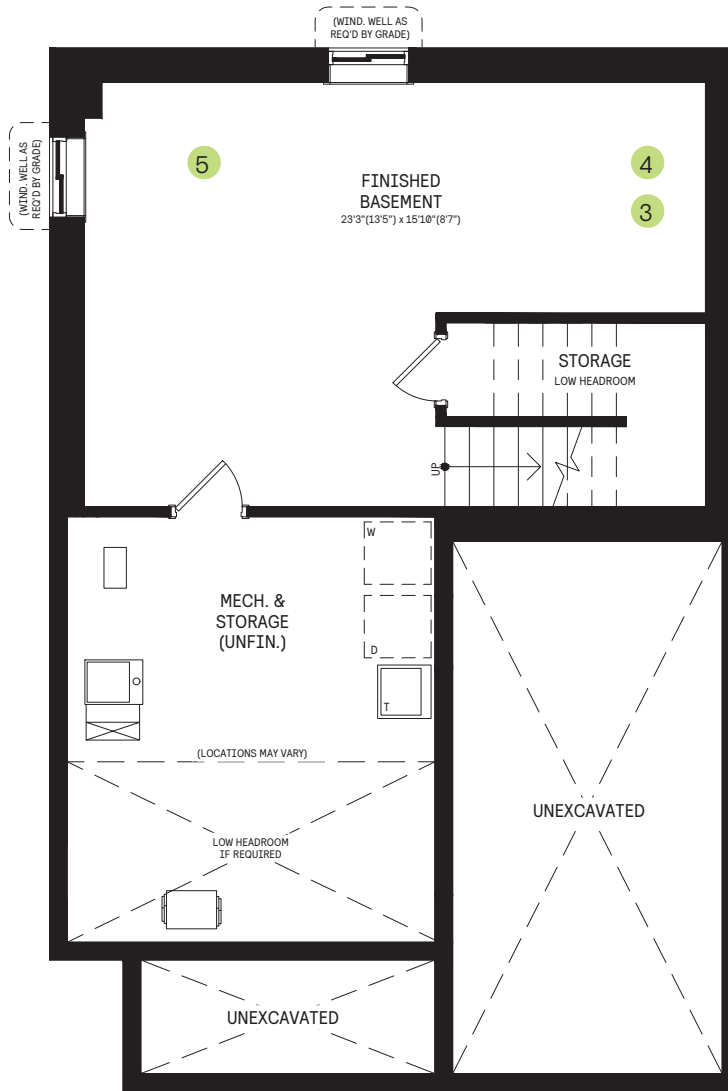 (WIND. WELL AS
REQ'D BY GRADE)
(WIND. WELL AS
REQ'D BY GRADE)
5
4
3
FINISHED
BASEMENT
23'3"(13'5") x 15'10"(8'7")
STORAGE
LOW HEADROOM
UP
W
D
T
MECH. &
STORAGE
(UNFIN.)
(LOCATIONS MAY VARY)
LOW HEADROOM
IF REQUIRED
UNEXCAVATED
UNEXCAVATED